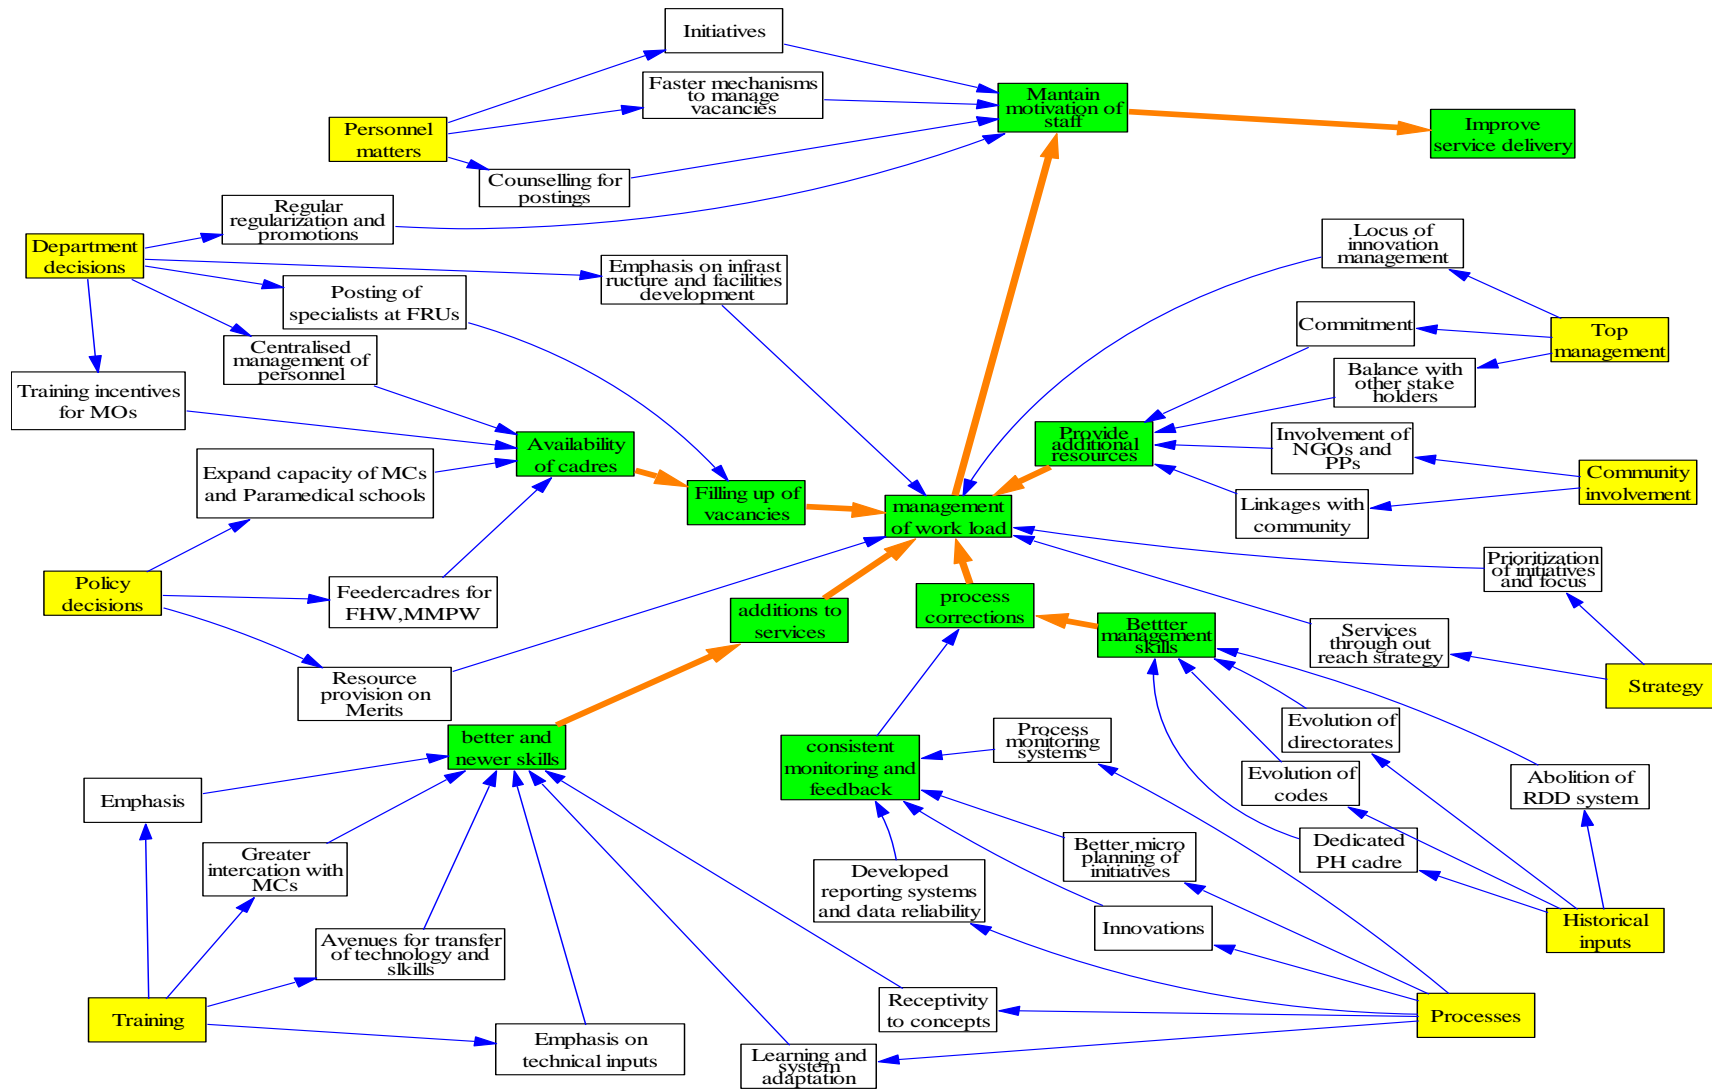 Initiatives
Faster mechanisms
to manage
vacancies
Mantain
motivation of
staff
Improve
service delivery
Personnel
matters
Counselling for
postings
Regular
regularization and
promotions
Department
decisions
Locus of
innovation
management
Emphasis on infrast
ructure and facilities
development
Posting of
specialists at FRUs
Commitment
Top
management
Centralised
management of
personnel
Balance with
other stake
holders
Training incentives
for MOs
Availability
of cadres
Provide
additional
resources
Involvement of
NGOs and
PPs
Expand capacity of MCs
and Paramedical schools
Community
involvement
Filling up of
vacancies
management
of work load
Linkages with
community
Prioritization
of initiatives
and focus
Policy
decisions
Feedercadres for
FHW,MMPW
additions to
services
process
corrections
Bettter
management
skills
Services
through out
reach strategy
Resource
provision on
Merits
Strategy
better and
newer skills
consistent
monitoring and
feedback
Process
monitoring
systems
Evolution of
directorates
Evolution of
codes
Abolition of
RDD system
Emphasis
Greater
intercation with
MCs
Developed
reporting systems
and data reliability
Better micro
planning of
initiatives
Dedicated
PH cadre
Innovations
Historical
inputs
Avenues for transfer
of technology and
slkills
Training
Receptivity
to concepts
Processes
Emphasis on
technical inputs
Learning and
system
adaptation